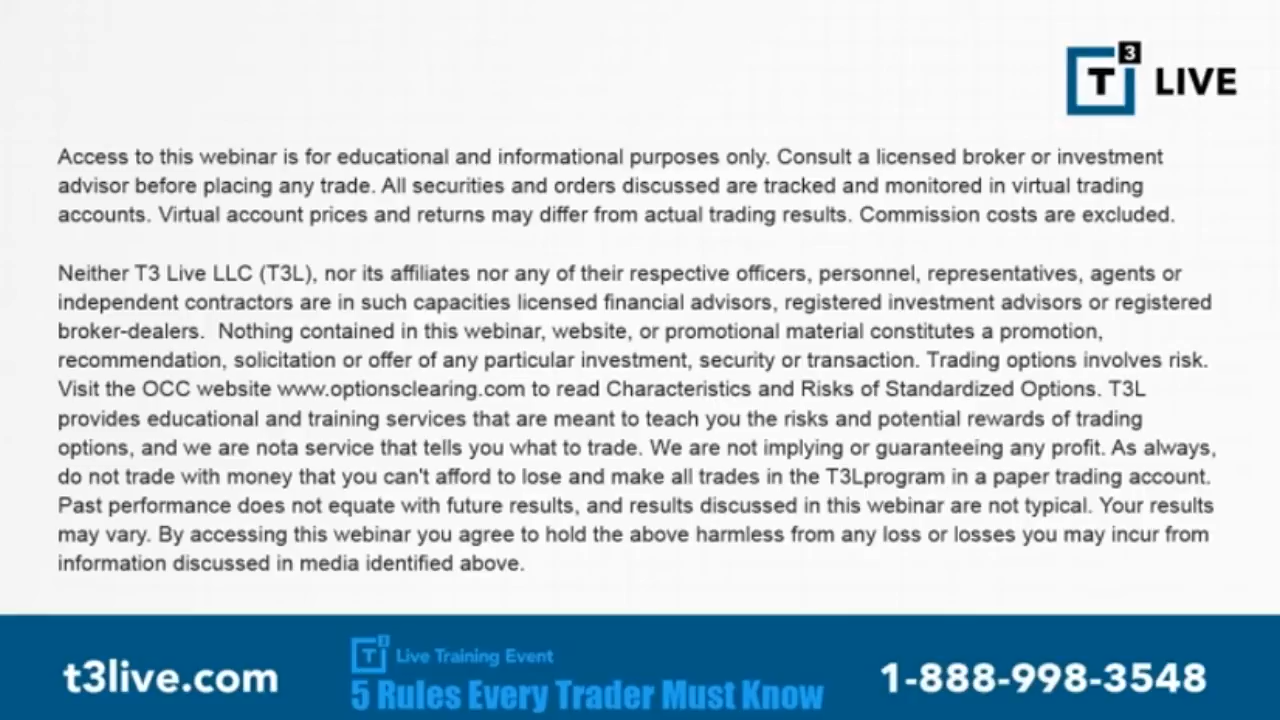 T3 LIVE
Access to this webinar is for educational and informational purposes only. Consult a licensed broker or investment
advisor before placing any trade. All securities and orders discussed are tracked and monitored in virtual trading
accounts. Virtual account prices and returns may differ from actual trading results. Commission costs are excluded.
Neither T3 Live LLC (T3L), nor its affiliates nor any of their respective officers, personnel, representatives, agents or
independent contractors are in such capacities licensed financial advisors, registered investment advisors or registered
broker-dealers.  Nothing contained in this webinar, website, or promotional material constitutes a promotion,
recommendation, solicitation or offer of any particular investment, security or transaction. Trading options involves risk.
Visit the OCC website www.optionsclearing.com to read Characteristics and Risks of Standardized Options. T3L
provides educational and training services that are meant to teach you the risks and potential rewards of trading
options, and we are nota service that tells you what to trade. We are not implying or guaranteeing any profit. As always,
do not trade with money that you can't afford to lose and make all trades in the T3Lprogram in a paper trading account.
Past performance does not equate with future results, and results discussed in this webinar are not typical. Your results
may vary. By accessing this webinar you agree to hold the above harmless from any loss or losses you may incur from
information discussed in media identified above.
t3live.com
T3 Live Training Event
5 Rules Every Trader Must Know
1-888-998-3548